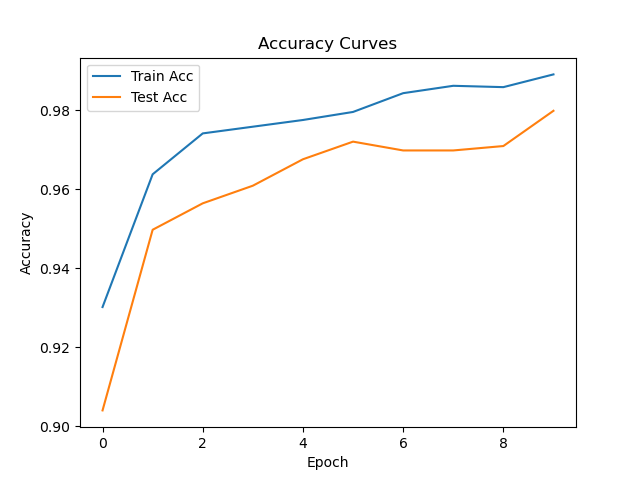 Accuracy Curves
Train Acc
Test Acc
0.98
0.96
0.94
0.92
0.90
Accuracy
0 2 4 6 8
Epoch